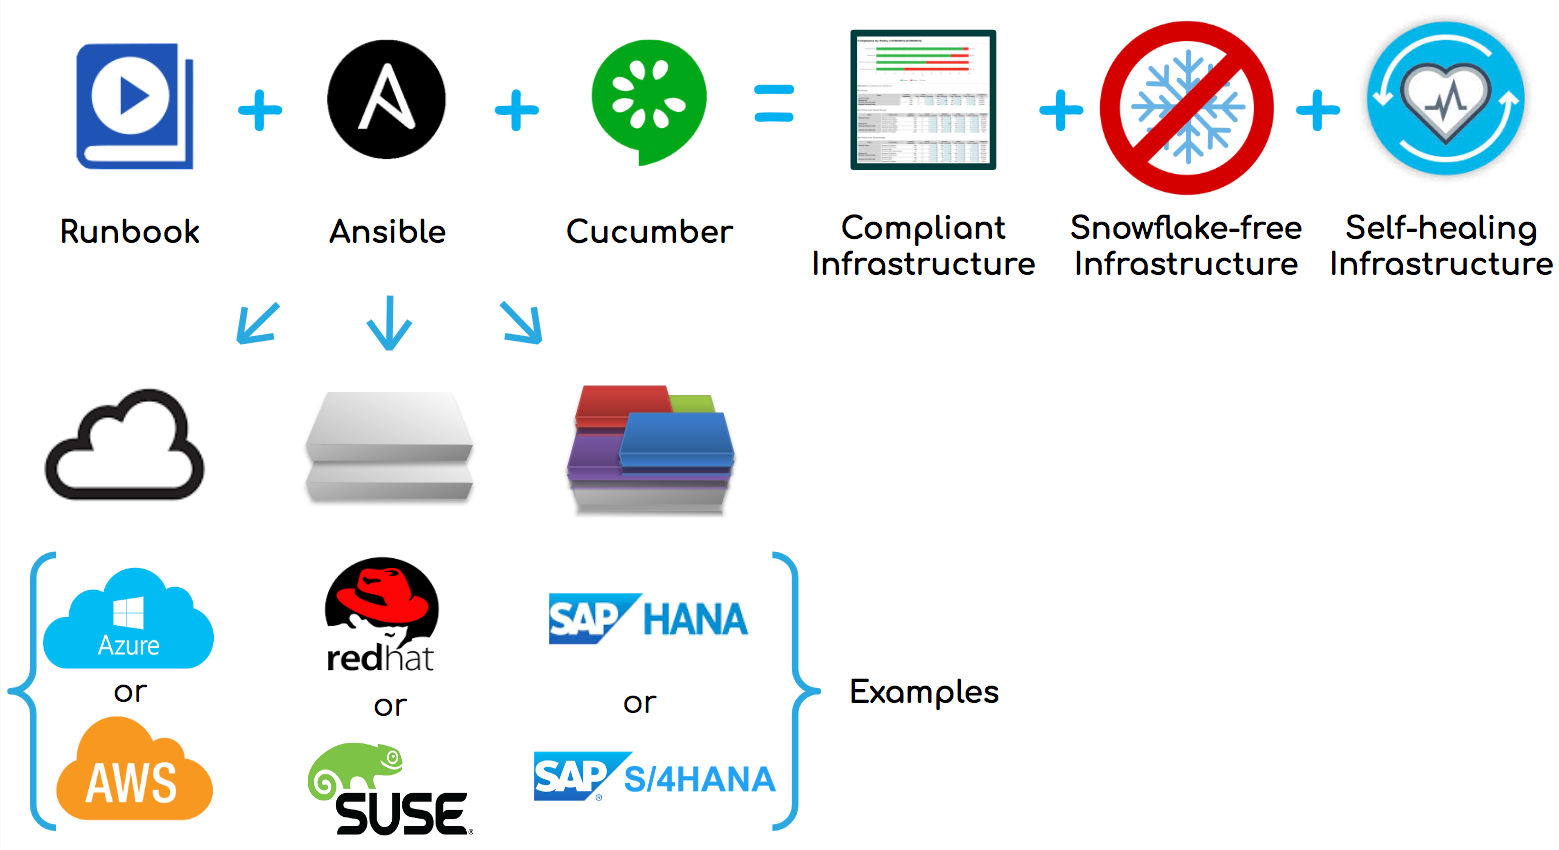 Runbook
Ansible
Cucumber
Compliant
Infrastructure
Snowflake-free
Infrastructure
Self-healing
Infrastructure
Azure
or
AWS
redhat
or
SUSE
SAP HANA
or
SAP S/4HANA
Examples